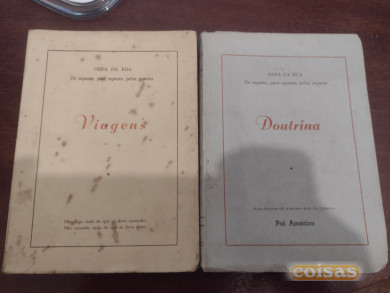 OBRA DA RUA
De rapazes, para rapazes, pelos rapazes
Viagens
OBRA DA RUA
De rapazes, para rapazes, pelos rapazes
Doutrina
Pai Américo
coisas